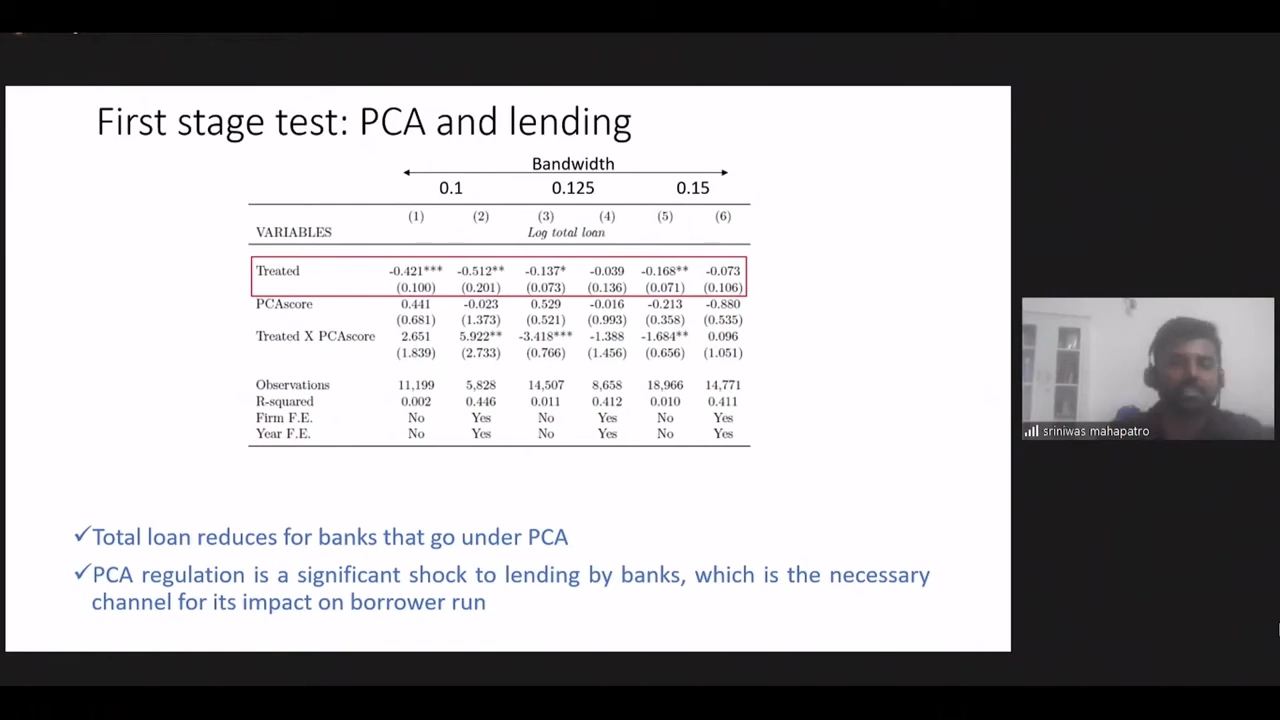 First stage test: PCA and lending
Bandwidth
0.1 0.125 0.15
(1) (2) (3) (4) (5) (6)
VARIABLES Log total loan
Treated -0.421*** -0.512** -0.137* -0.039 -0.168** -0.073
(0.100) (0.201) (0.073) (0.136) (0.071) (0.106)
PCAscore 0.441 -0.023 0.529 -0.016 -0.213 -0.880
(0.681) (1.373) (0.521) (0.993) (0.358) (0.535)
Treated X PCAscore 2.651 5.922** -3.418*** -1.388 -1.684** 0.096
(1.839) (2.733) (0.766) (1.456) (0.656) (1.051)
Observations 11,199 5,828 14,507 8,658 18,966 14,771
R-squared 0.002 0.446 0.011 0.412 0.010 0.411
Firm F.E. No Yes No Yes No Yes
Year F.E. No Yes No Yes No Yes
✓Total loan reduces for banks that go under PCA
✓PCA regulation is a significant shock to lending by banks, which is the necessary
channel for its impact on borrower run
sriniwas mahapatro